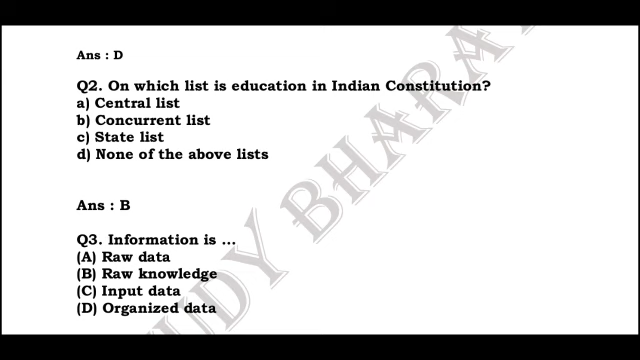 Ans : D
Q2. On which list is education in Indian Constitution?
a) Central list
b) Concurrent list
c) State list
d) None of the above lists
Ans : B
Q3. Information is ...
(A) Raw data
(B) Raw knowledge
(C) Input data
(D) Organized data